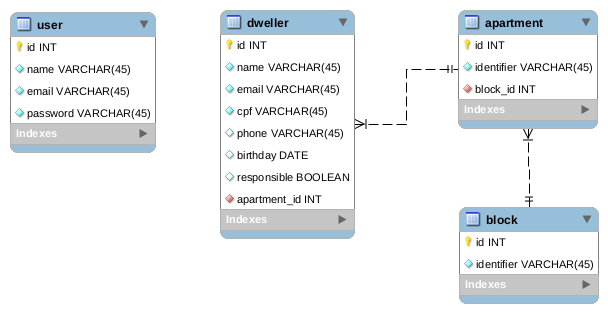 user
id INT
name VARCHAR(45)
email VARCHAR(45)
password VARCHAR(45)
Indexes
dweller
id INT
name VARCHAR(45)
email VARCHAR(45)
cpf VARCHAR(45)
phone VARCHAR(45)
birthday DATE
responsible BOOLEAN
apartment_id INT
Indexes
apartment
id INT
identifier VARCHAR(45)
block_id INT
Indexes
block
id INT
identifier VARCHAR(45)
Indexes